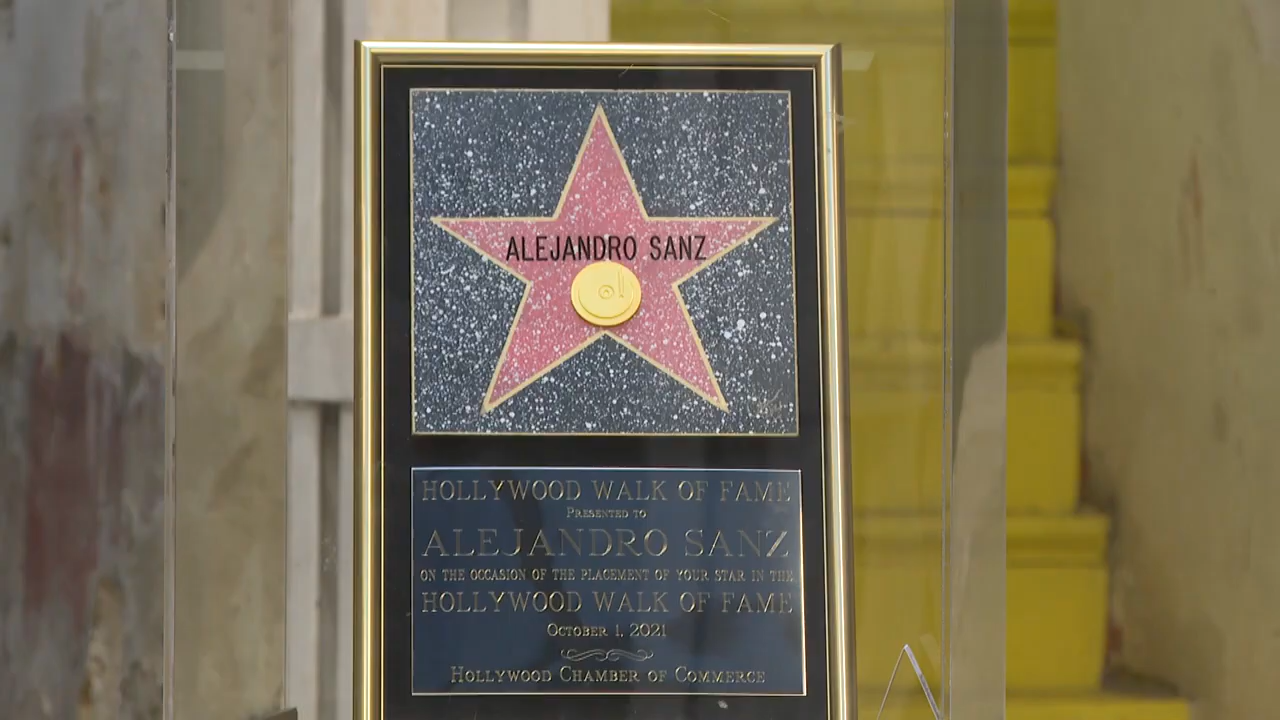 ALEJANDRO SANZ
HOLLYWOOD WALK OF FAME
PRESENTED TO
ALEJANDRO SANZ
ON THE OCCASION OF THE PLACEMENT OF YOUR STAR IN THE
HOLLYWOOD WALK OF FAME
OCTOBER 1, 2021
HOLLYWOOD CHAMBER OF COMMERCE